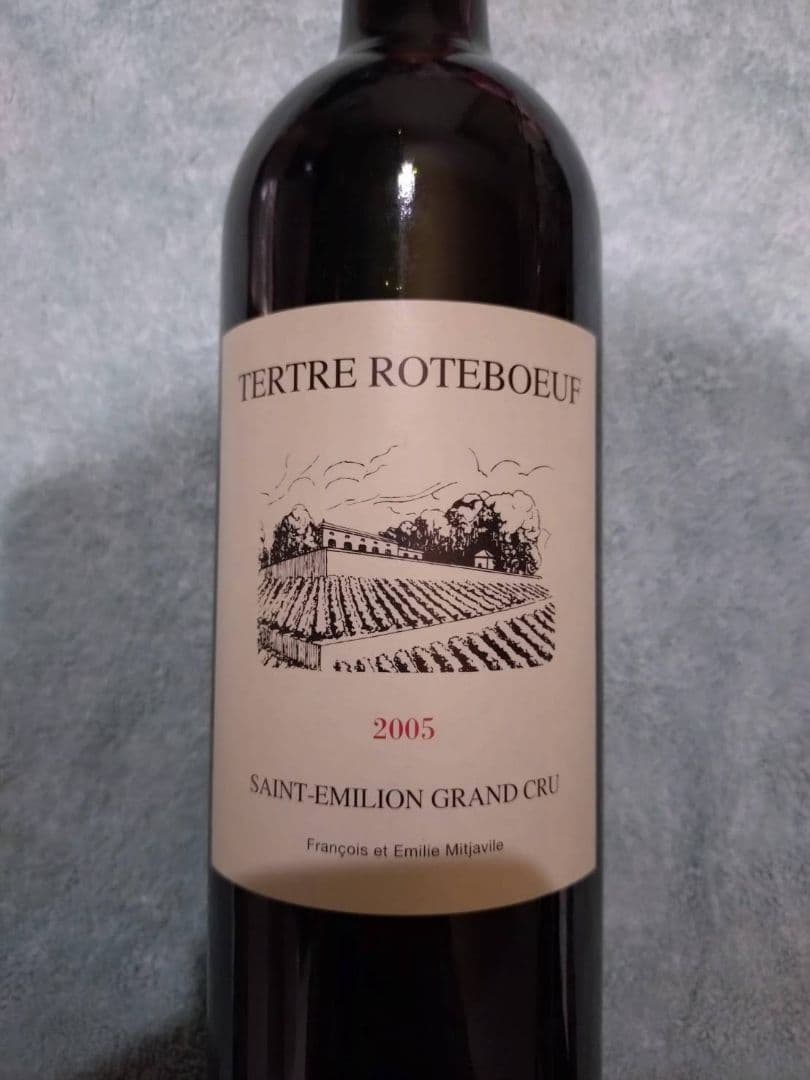 TERTRE ROTEBOEUF
2005
SAINT-EMILION GRAND CRU
François et Emilie Mitjavile